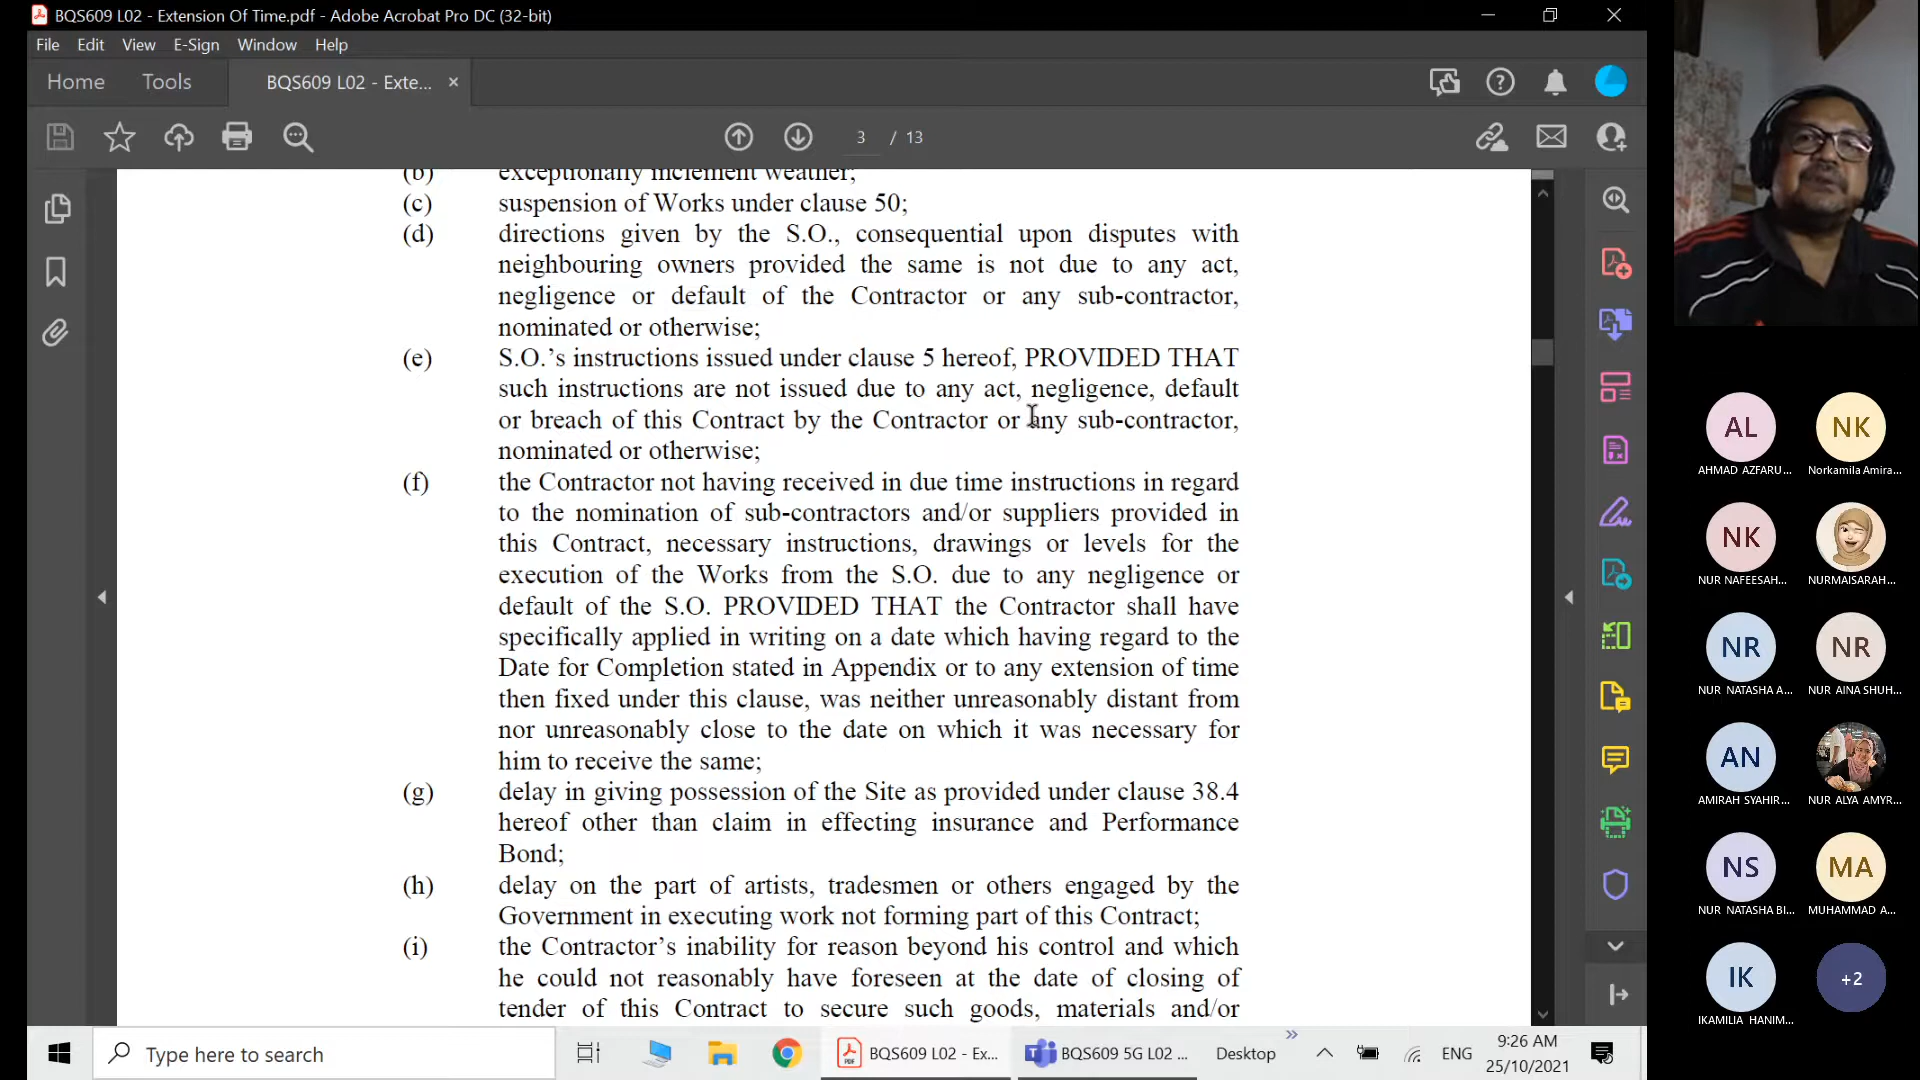 BQS609 L02 - Extension Of Time.pdf - Adobe Acrobat Pro DC (32-bit)
File Edit View E-Sign Window Help
Home Tools BQS609 L02 - Exte... ×
3 / 13
(b) exceptionally inclement weather;
(c) suspension of Works under clause 50;
(d) directions given by the S.O., consequential upon disputes with
neighbouring owners provided the same is not due to any act,
negligence or default of the Contractor or any sub-contractor,
nominated or otherwise;
(e) S.O.'s instructions issued under clause 5 hereof, PROVIDED THAT
such instructions are not issued due to any act, negligence, default
or breach of this Contract by the Contractor or any sub-contractor,
nominated or otherwise;
(f) the Contractor not having received in due time instructions in regard
to the nomination of sub-contractors and/or suppliers provided in
this Contract, necessary instructions, drawings or levels for the
execution of the Works from the S.O. due to any negligence or
default of the S.O. PROVIDED THAT the Contractor shall have
specifically applied in writing on a date which having regard to the
Date for Completion stated in Appendix or to any extension of time
then fixed under this clause, was neither unreasonably distant from
nor unreasonably close to the date on which it was necessary for
him to receive the same;
(g) delay in giving possession of the Site as provided under clause 38.4
hereof other than claim in effecting insurance and Performance
Bond;
(h) delay on the part of artists, tradesmen or others engaged by the
Government in executing work not forming part of this Contract;
(i) the Contractor's inability for reason beyond his control and which
he could not reasonably have foreseen at the date of closing of
tender of this Contract to secure such goods, materials and/or
AL NK
AHMAD AZFARU... Norkamila Amira...
NK
NUR NAFEESAH... NURMAISARAH...
NR NR
NUR NATASHA A... NUR AINA SHUH...
AN
AMIRAH SYAHIR... NUR ALYA AMYR...
NS MA
NUR NATASHA BI... MUHAMMAD A...
IK +2
IKAMILIA HANIM...
Type here to search
BQS609 L02 - Ex...
BQS609 5G L02 ...
Desktop
ENG
9:26 AM
25/10/2021